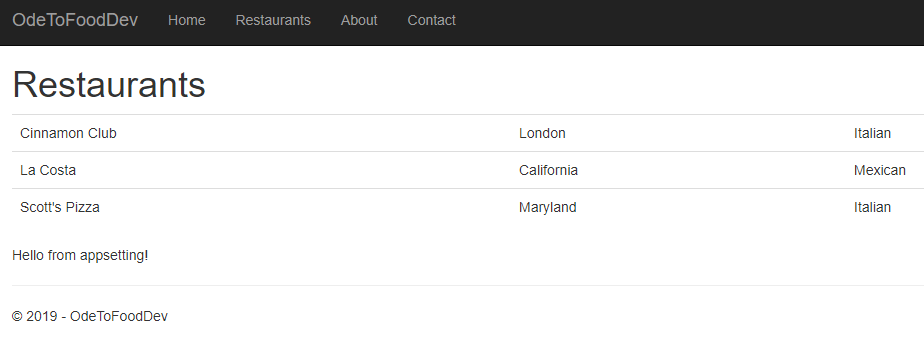 OdeToFoodDev Home Restaurants About Contact
Restaurants
Cinnamon Club London Italian
La Costa California Mexican
Scott's Pizza Maryland Italian
Hello from appsetting!
© 2019 - OdeToFoodDev